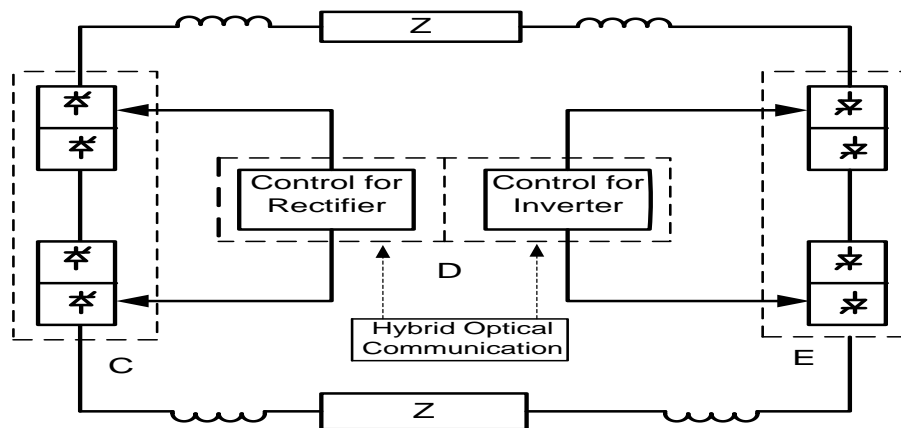 Z
Control for
Rectifier
Control for
Inverter
D
Hybrid Optical
Communication
C
E
Z